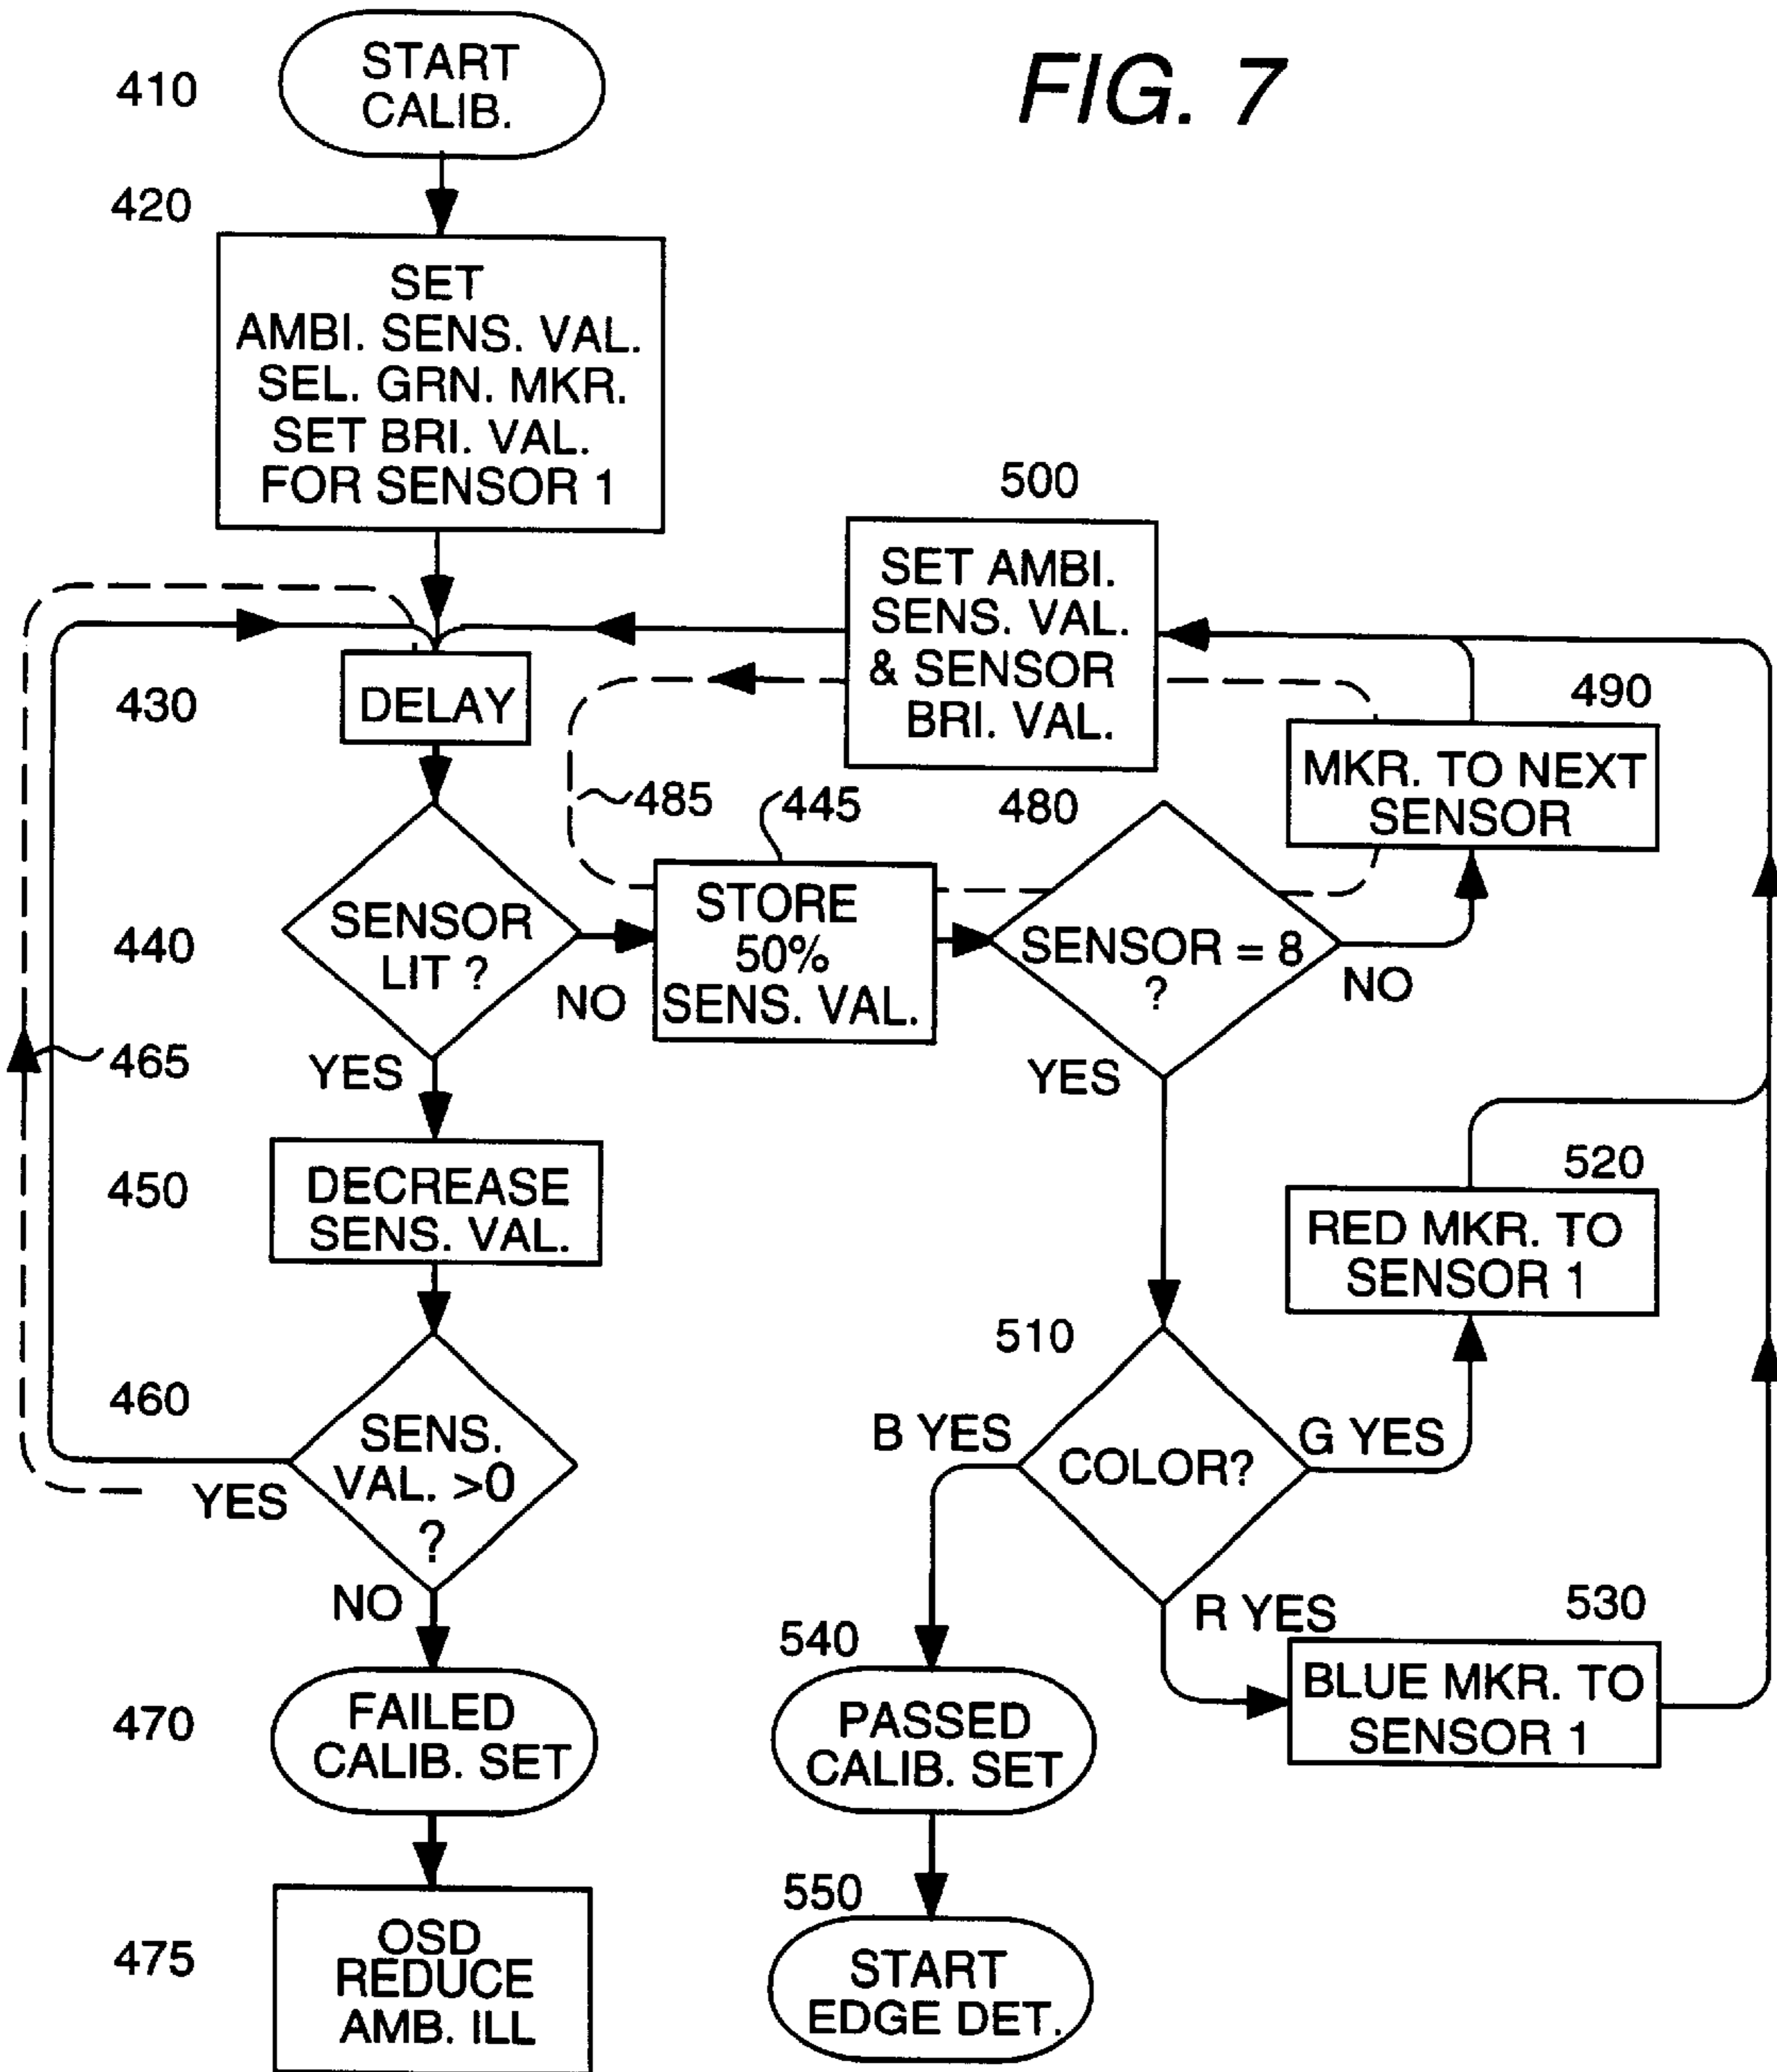 FIG. 7
410
START
CALIB.
420
SET
AMBI. SENS. VAL.
SEL. GRN. MKR.
SET BRI. VAL.
FOR SENSOR 1
500
SET AMBI.
SENS. VAL.
& SENSOR
BRI. VAL.
430
DELAY
490
MKR. TO NEXT
SENSOR
485
445
480
440
SENSOR
LIT ?
NO
STORE
50%
SENS. VAL.
SENSOR = 8
?
NO
465
YES
YES
450
DECREASE
SENS. VAL.
520
RED MKR. TO
SENSOR 1
510
460
SENS.
VAL. >0
?
YES
B YES
COLOR?
G YES
NO
R YES
530
BLUE MKR. TO
SENSOR 1
540
470
FAILED
CALIB. SET
PASSED
CALIB. SET
550
475
OSD
REDUCE
AMB. ILL
START
EDGE DET.